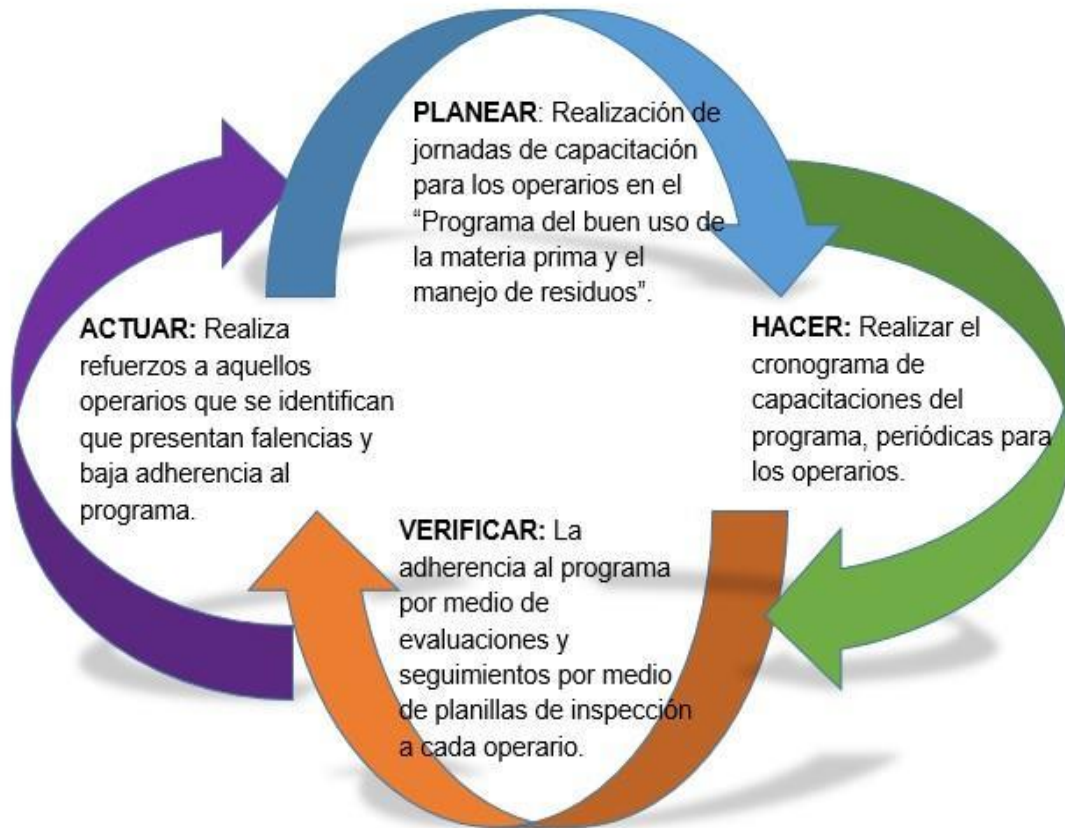 PLANEAR: Realización de
jornadas de capacitación
para los operarios en el
“Programa del buen uso de
la materia prima y el
manejo de residuos”.
HACER: Realizar el
cronograma de
capacitaciones del
programa, periódicas para
los operarios.
VERIFICAR: La
adherencia al programa
por medio de
evaluaciones y
seguimientos por medio
de planillas de inspección
a cada operario.
ACTUAR: Realiza
refuerzos a aquellos
operarios que se identifican
que presentan falencias y
baja adherencia al
programa.